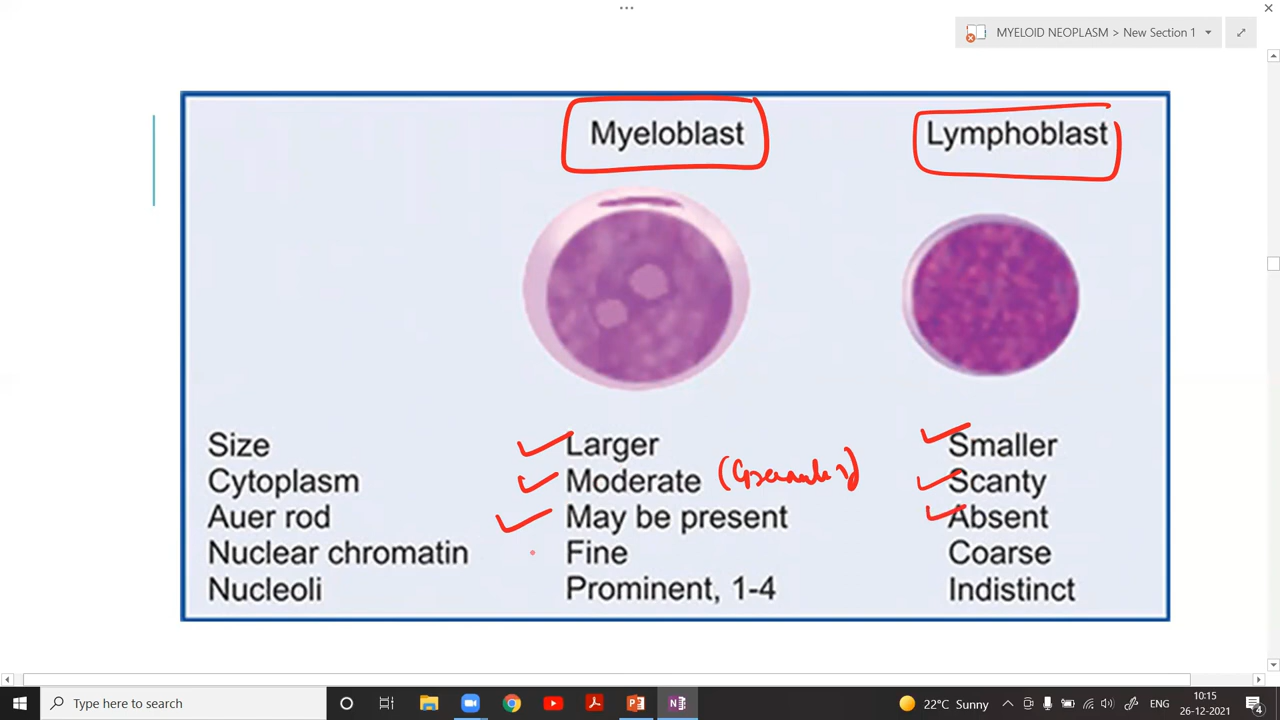 MYELOID NEOPLASM > New Section 1
Myeloblast Lymphoblast
Size Larger Smaller
Cytoplasm Moderate (Granules) Scanty
Auer rod May be present Absent
Nuclear chromatin Fine Coarse
Nucleoli Prominent, 1-4 Indistinct
Type here to search 22°C Sunny ENG 10:15
26-12-2021 4